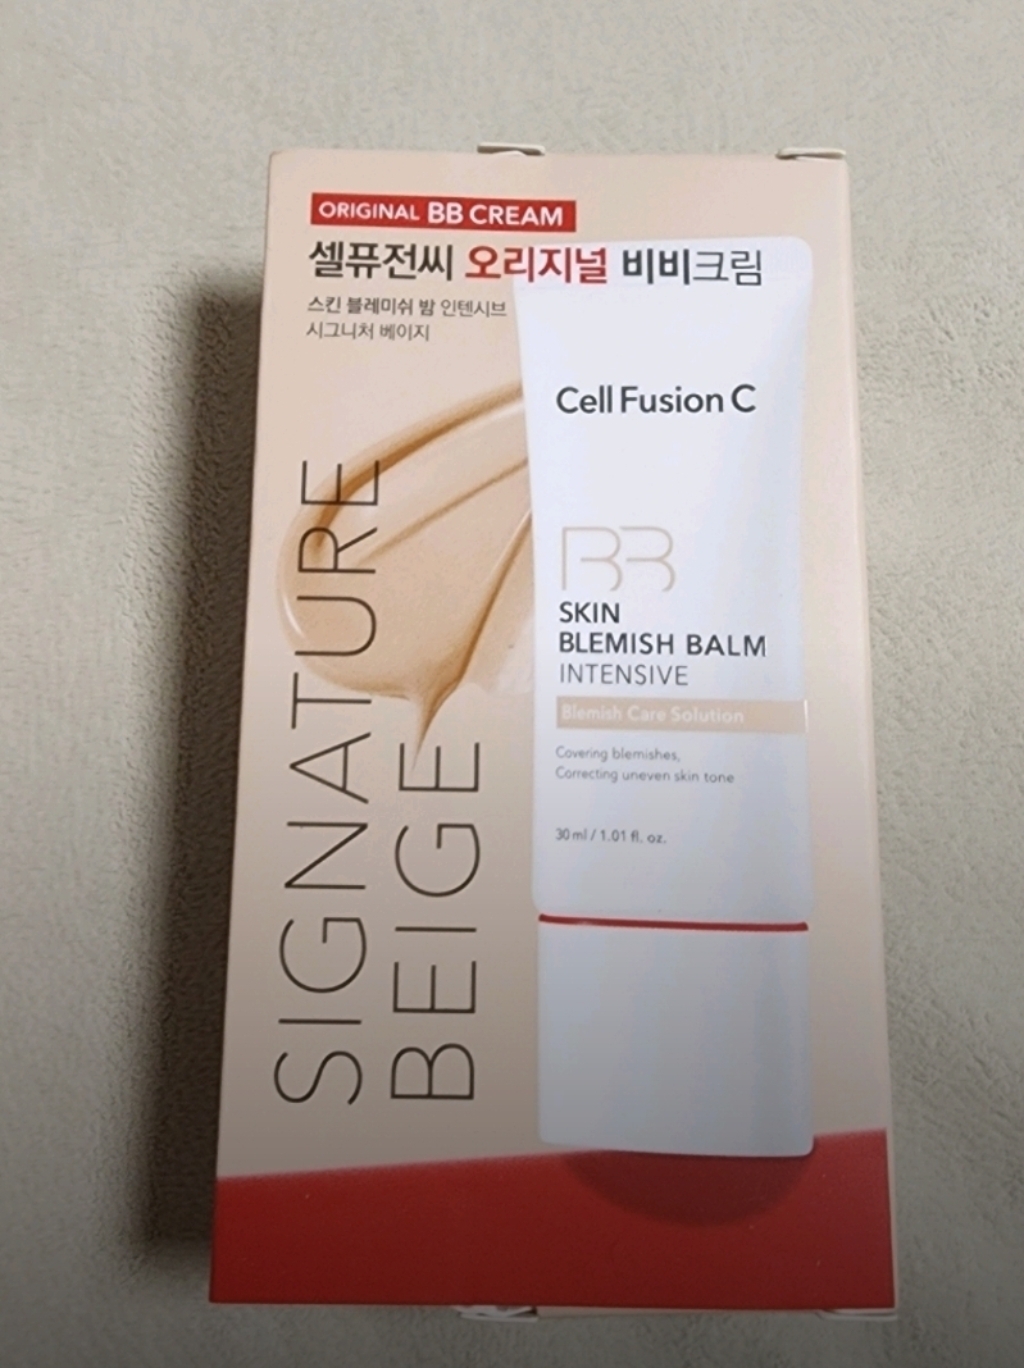 ORIGINAL BB CREAM
셀퓨전씨 오리지널 비비크림
스킨 블레미쉬 밤 인텐시브
시그니처 베이지
SIGNATURE
BEIGE
Cell Fusion C
BB
SKIN
BLEMISH BALM
INTENSIVE
Blemish Care Solution
Covering blemishes,
Correcting uneven skin tone
30 ml / 1.01 fl. oz.